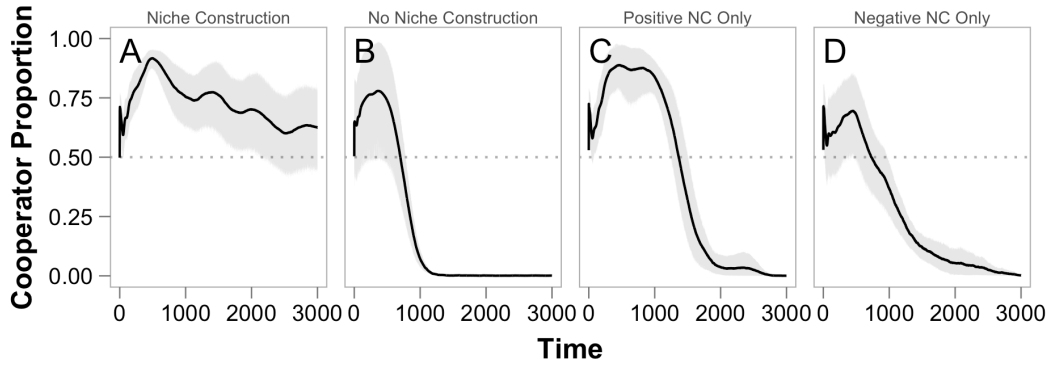 Niche Construction
No Niche Construction
Positive NC Only
Negative NC Only
A
B
C
D
Cooperator Proportion
1.00
0.75
0.50
0.25
0.00
0 1000 2000 3000
0 1000 2000 3000
0 1000 2000 3000
0 1000 2000 3000
Time